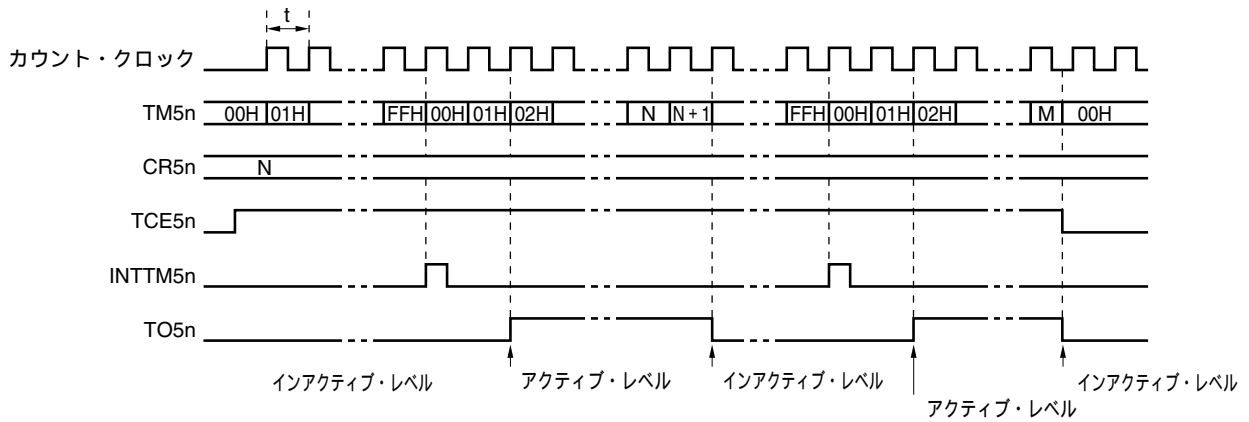 t
カウント・クロック
TM5n 00H 01H FFH 00H 01H 02H N N + 1 FFH 00H 01H 02H M 00H
CR5n N
TCE5n
INTTM5n
TO5n
インアクティブ・レベル アクティブ・レベル インアクティブ・レベル インアクティブ・レベル
アクティブ・レベル